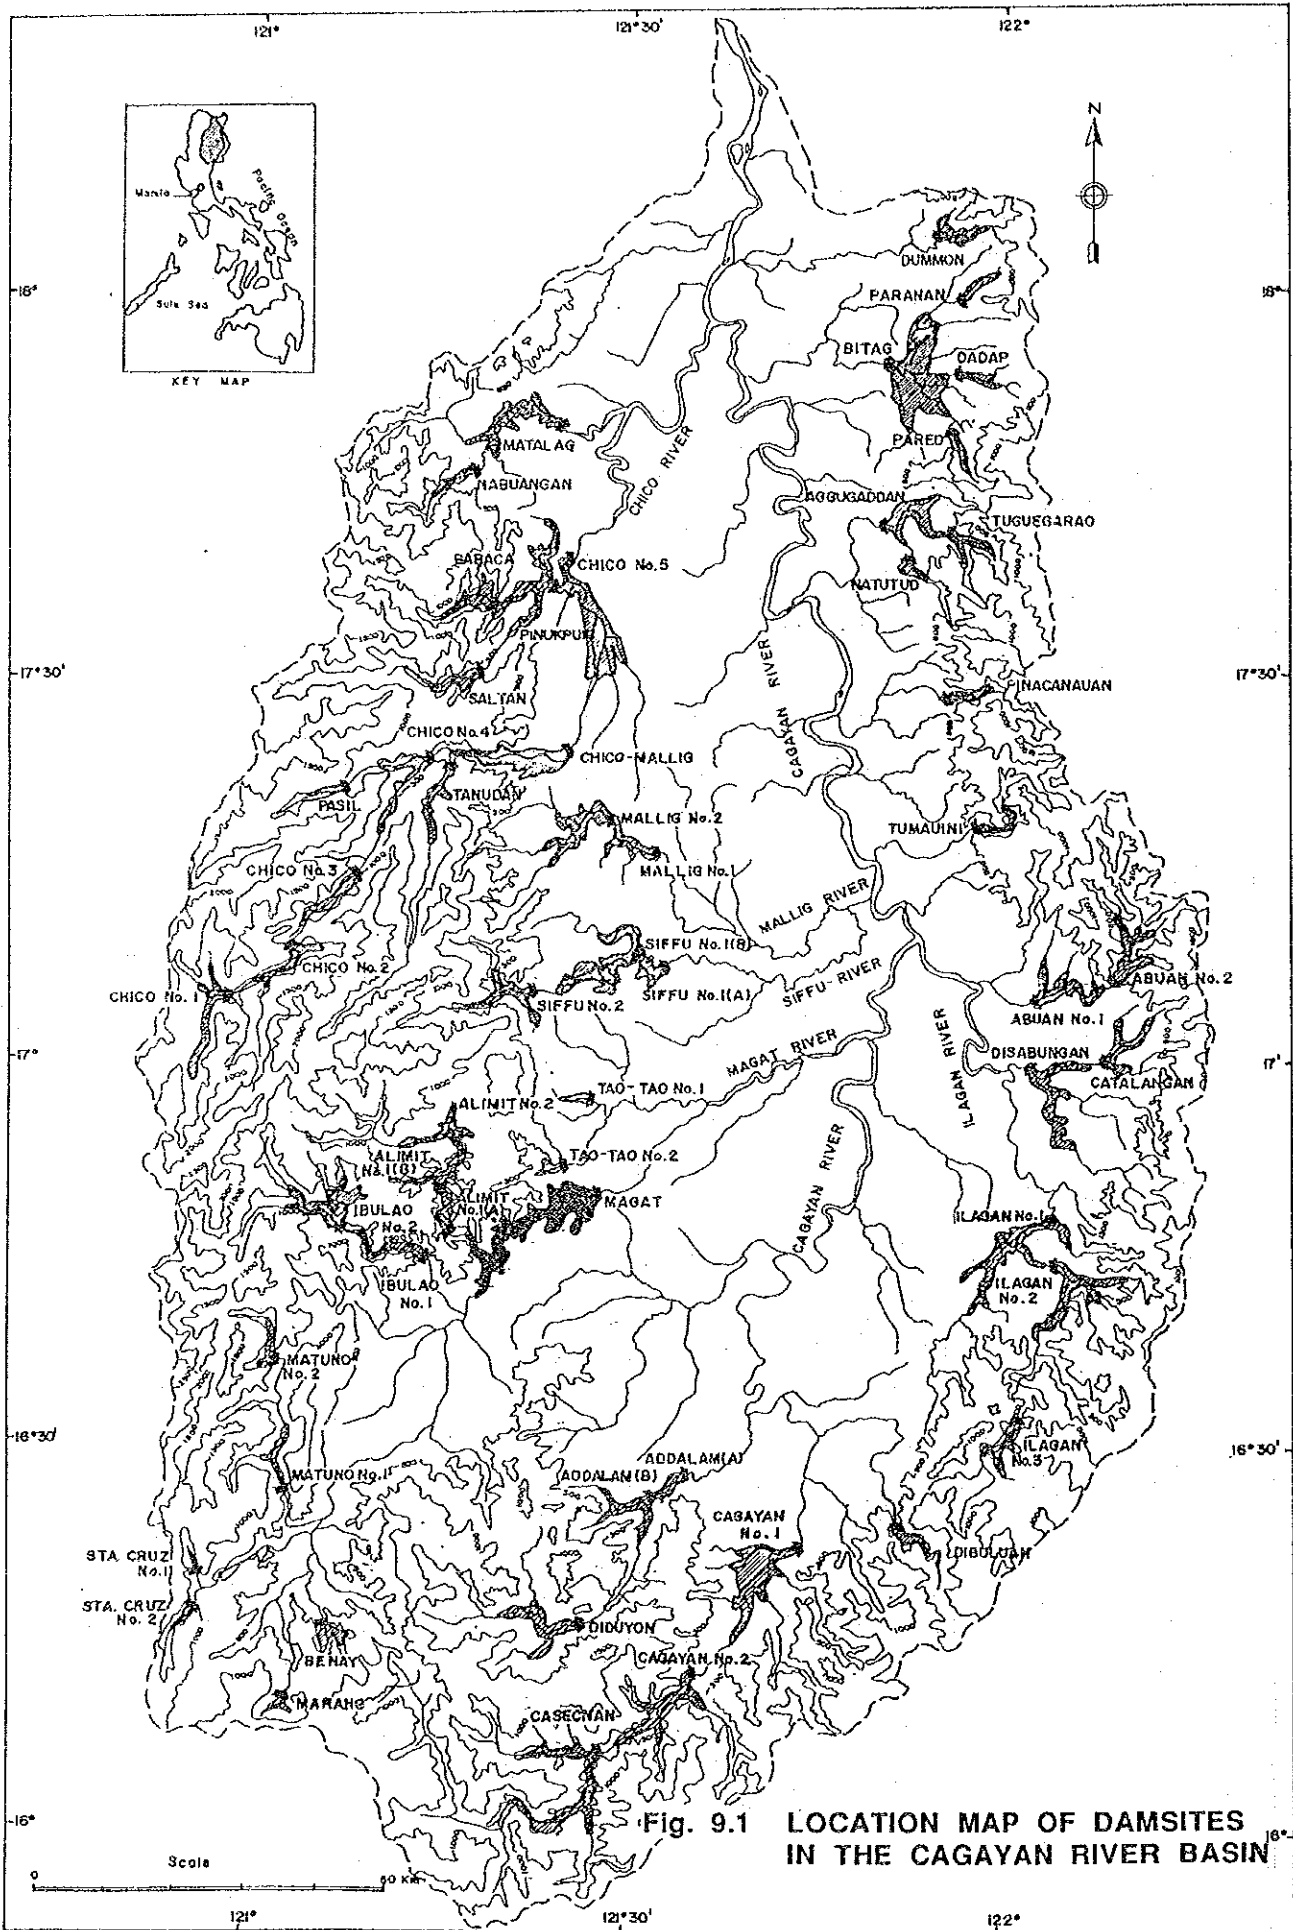 121°
121°30'
122°
N
Manila
Pacific Ocean
Sulu Sea
KEY MAP
18°
18°
DUMMON
PARANAN
BITAG
DADAP
PARED
MATALAG
NABUANGAN
CHICO RIVER
AGGUGADDAN
TUGUEGARAO
BABACA
CHICO No.5
NATUTUD
PINUKPUK
17°30'
17°30'
SALTAN
PINACANAUAN
CAGAYAN RIVER
CHICO No.4
CHICO-MALLIG
PASIL
TANUDAN
MALLIG No.2
TUMAUINI
MALLIG No.1
CHICO No.3
MALLIG RIVER
SIFFU No.1(B)
CHICO No.2
SIFFU No.1(A)
SIFFU-RIVER
CHICO No.1
SIFFU No.2
ABUAN No.2
ABUAN No.1
17°
17°
MAGAT RIVER
ILAGAN RIVER
DISABUNGAN
CATALANGAN
TAO-TAO No.1
ALIMIT No.2
ALIMIT
No.1(B)
TAO-TAO No.2
IBULAO
No.2
ALIMIT
No.1(A)
MAGAT
CAGAYAN RIVER
ILAGAN No.1
IBULAO
No.1
ILAGAN
No.2
MATUNO
No.2
16°30'
16°30'
ILAGAN
No.3
MATUNO No.1
ADDALAM(B)
ADDALAM(A)
CAGAYAN
No.1
DIBULUAN
STA. CRUZ
No.1
STA. CRUZ
No.2
DIDUYON
BENAY
CAGAYAN No.2
MARANG
CASECNAN
16°
16°
Fig. 9.1 LOCATION MAP OF DAMSITES
IN THE CAGAYAN RIVER BASIN
Scale
0
50 Km
121°
121°30'
122°